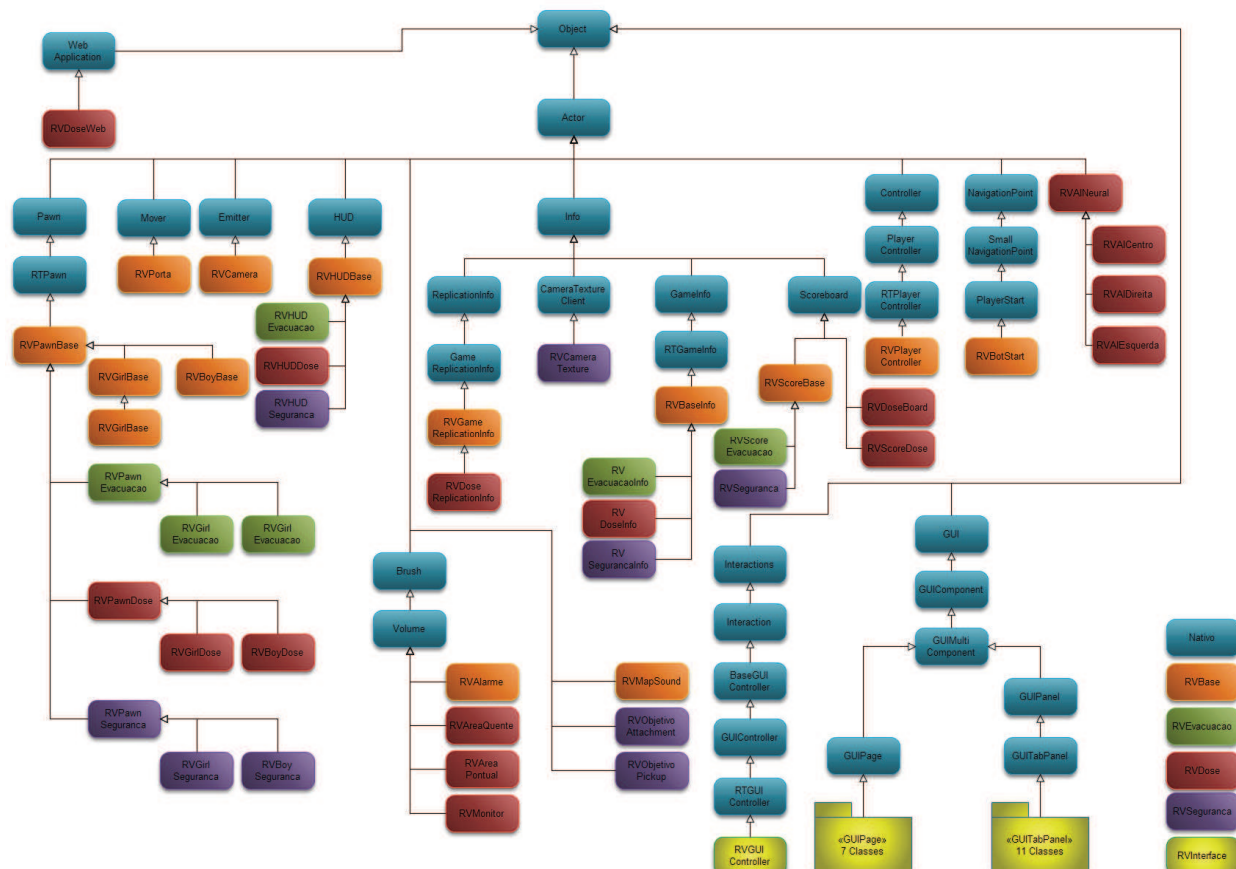 Object
Web
Application
Actor
RVDoseWeb
Pawn
Mover
Emitter
HUD
Info
Controller
NavigationPoint
RVAINeural
RTPawn
RVPorta
RVCamera
RVHUDBase
Player
Controller
Small
NavigationPoint
RVAICentro
ReplicationInfo
CameraTexture
Client
GameInfo
Scoreboard
RTPlayer
Controller
PlayerStart
RVAIDireita
RVHUD
Evacuacao
RVPawnBase
RVGirlBase
RVBoyBase
RVHUDDose
Game
ReplicationInfo
RVCamera
Texture
RTGameInfo
RVPlayer
Controller
RVBotStart
RVAIEsquerda
RVGirlBase
RVHUD
Seguranca
RVGame
ReplicationInfo
RVBaseInfo
RVScoreBase
RVDoseBoard
RVScore
Evacuacao
RVScoreDose
RVPawn
Evacuacao
RVDose
ReplicationInfo
RV
EvacuacaoInfo
RVSeguranca
RVGirl
Evacuacao
RVGirl
Evacuacao
RV
DoseInfo
RV
SegurancaInfo
GUI
Brush
Interactions
GUIComponent
RVPawnDose
Volume
Interaction
GUIMulti
Component
Nativo
RVGirlDose
RVBoyDose
RVAlarme
RVMapSound
BaseGUI
Controller
GUIPanel
RVBase
RVPawn
Seguranca
RVAreaQuente
RVObjetivo
Attachment
GUIController
GUIPage
GUITabPanel
RVEvacuacao
RVGirl
Seguranca
RVBoy
Seguranca
RVArea
Pontual
RVObjetivo
Pickup
RTGUI
Controller
RVDose
RVMonitor
RVSeguranca
RVGUI
Controller
«GUIPage»
7 Classes
«GUITabPanel»
11 Classes
RVInterface